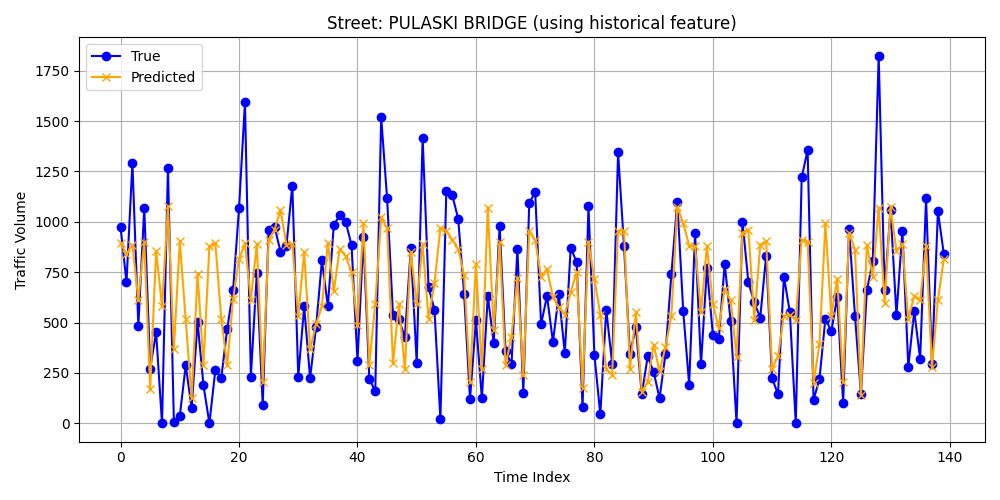 Street: PULASKI BRIDGE (using historical feature)
True
Predicted
Traffic Volume
1750
1500
1250
1000
750
500
250
0
0 20 40 60 80 100 120 140
Time Index